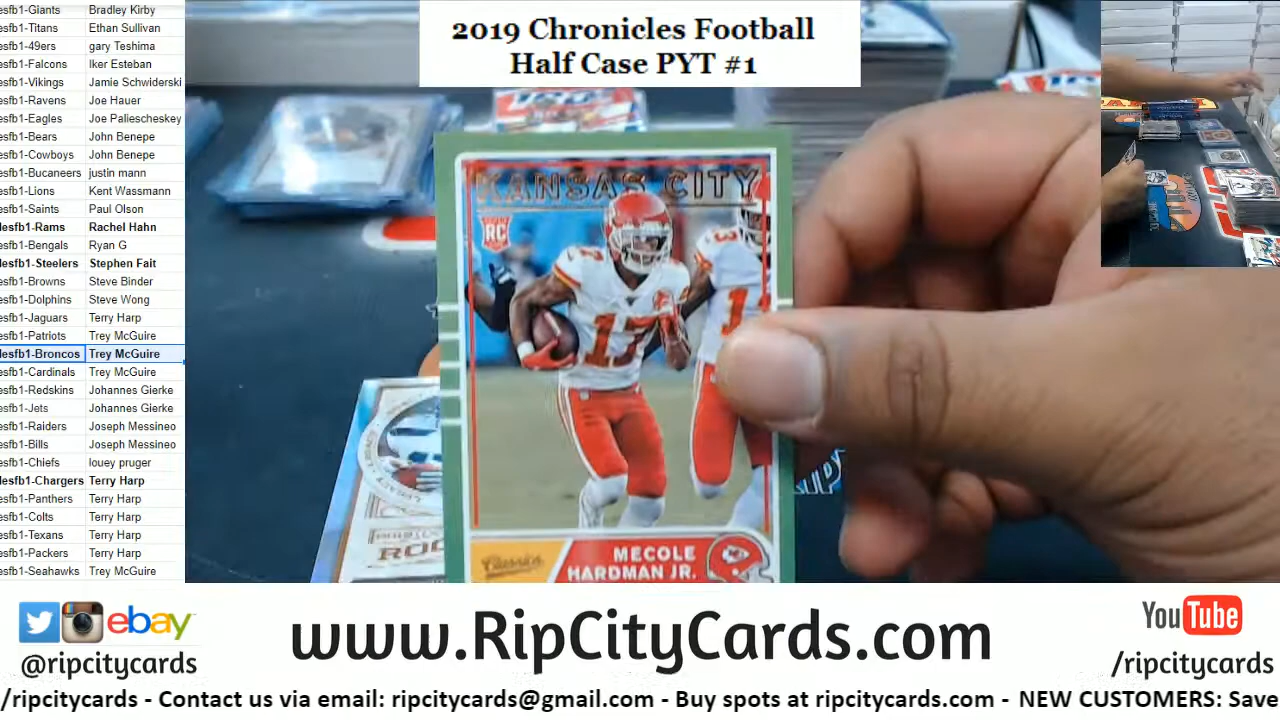 esfb1-Giants Bradley Kirby
esfb1-Titans Ethan Sullivan
esfb1-49ers gary Teshima
esfb1-Falcons Iker Esteban
esfb1-Vikings Jamie Schwiderski
esfb1-Ravens Joe Hauer
esfb1-Eagles Joe Palliescheskey
esfb1-Bears John Benepe
esfb1-Cowboys John Benepe
esfb1-Bucaneers justin mann
esfb1-Lions Kent Wassmann
esfb1-Saints Paul Olson
lesfb1-Rams Rachel Hahn
esfb1-Bengals Ryan G
lesfb1-Steelers Stephen Fait
esfb1-Browns Steve Binder
esfb1-Dolphins Steve Wong
esfb1-Jaguars Terry Harp
esfb1-Patriots Trey McGuire
lesfb1-Broncos Trey McGuire
esfb1-Cardinals Trey McGuire
esfb1-Redskins Johannes Gierke
esfb1-Jets Johannes Gierke
esfb1-Raiders Joseph Messineo
esfb1-Bills Joseph Messineo
esfb1-Chiefs louey pruger
lesfb1-Chargers Terry Harp
esfb1-Panthers Terry Harp
esfb1-Colts Terry Harp
esfb1-Texans Terry Harp
esfb1-Packers Terry Harp
esfb1-Seahawks Trey McGuire
2019 Chronicles Football
Half Case PYT #1
KANSAS CITY
RC
17
Classics
MECOLE
HARDMAN JR.
ebay
@ripcitycards
www.RipCityCards.com
YouTube
/ripcitycards
/ripcitycards - Contact us via email: ripcitycards@gmail.com - Buy spots at ripcitycards.com - NEW CUSTOMERS: Save